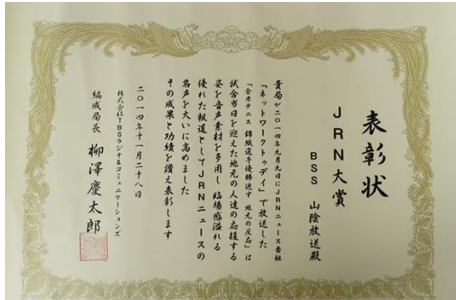 表彰状
JRN大賞
BSS 山陰放送殿
貴局が二〇一四年九月九日にJRNニュース番組
「ネットワークトゥデイ」で放送した
「全米テニス 錦織選手優勝逃す 地元の反応」は
試合当日を迎えた地元の人達の応援する
姿を音声素材を多用し 臨場感溢れる
優れた報道としてJRNニュースの
名声を大いに高めました
その成果と功績を讃え表彰します
二〇一四年十一月二十八日
株式会社TBSラジオ&コミュニケーションズ
編成局長 柳澤慶太郎